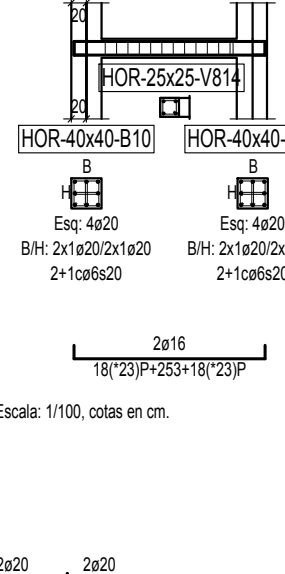 20
HOR-25x25-V814
20
HOR-40x40-B10 HOR-40x40-
B B
H H
Esq: 4ø20 Esq: 4ø20
B/H: 2x1ø20/2x1ø20 B/H: 2x1ø20/2x
2+1cø6s20 2+1cø6s20
2ø16
18(*23)P+253+18(*23)P
Escala: 1/100, cotas en cm.
2ø20 2ø20